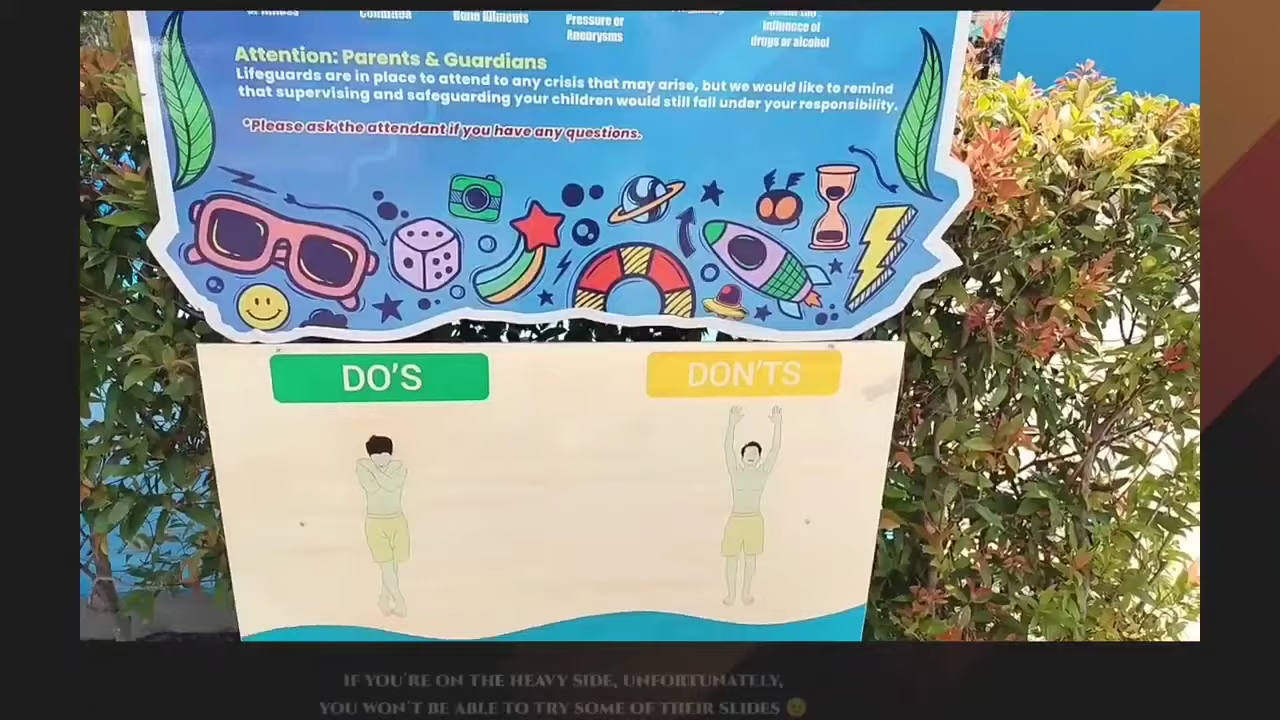 Pressure or
Aneurysms
influence of
drugs or alcohol
Attention: Parents & Guardians
Lifeguards are in place to attend to any crisis that may arise, but we would like to remind
that supervising and safeguarding your children would still fall under your responsibility.
*Please ask the attendant if you have any questions.
DO'S
DON'TS
IF YOU'RE ON THE HEAVY SIDE, UNFORTUNATELY,
YOU WON'T BE ABLE TO TRY SOME OF THEIR SLIDES